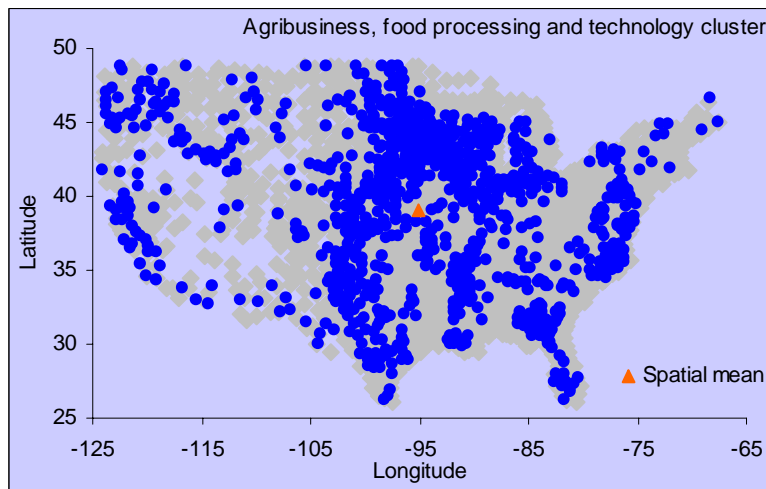 Agribusiness, food processing and technology cluster
50
45
40
35
30
25
Latitude
Spatial mean
-125 -115 -105 -95 -85 -75 -65
Longitude